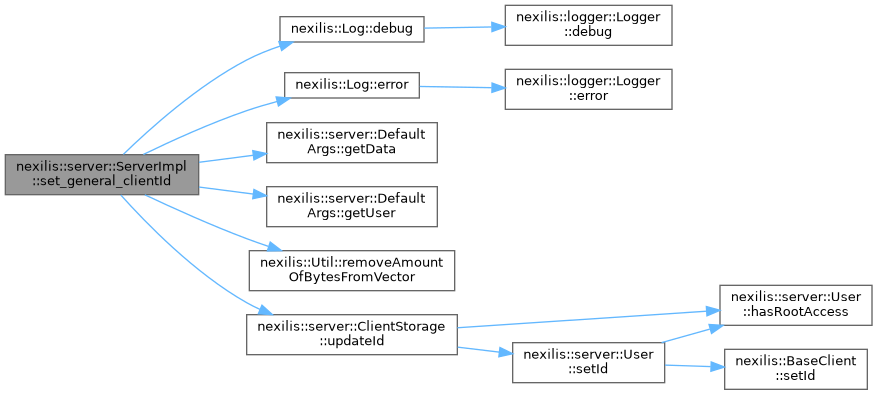 nexilis::server::ServerImpl
::set_general_clientId
nexilis::Log::debug
nexilis::logger::Logger
::debug
nexilis::Log::error
nexilis::logger::Logger
::error
nexilis::server::Default
Args::getData
nexilis::server::Default
Args::getUser
nexilis::Util::removeAmount
OfBytesFromVector
nexilis::server::ClientStorage
::updateId
nexilis::server::User
::hasRootAccess
nexilis::server::User
::setId
nexilis::BaseClient
::setId